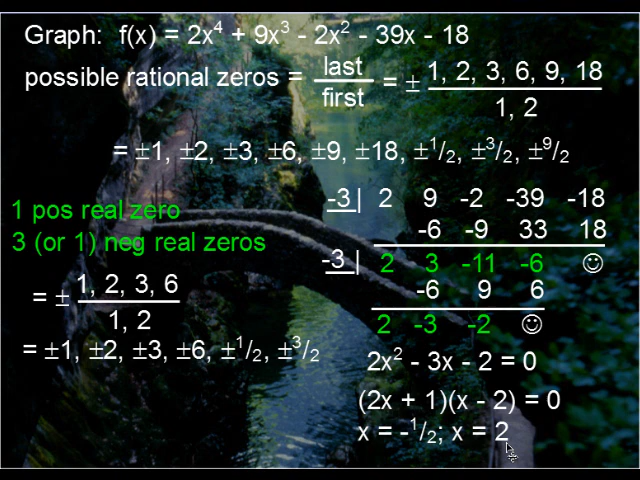 Graph: f(x) = 2x⁴ + 9x³ - 2x² - 39x - 18
possible rational zeros = last/first = ± 1, 2, 3, 6, 9, 18 / 1, 2
= ±1, ±2, ±3, ±6, ±9, ±18, ±¹/₂, ±³/₂, ±⁹/₂
1 pos real zero
3 (or 1) neg real zeros
= ± 1, 2, 3, 6 / 1, 2
= ±1, ±2, ±3, ±6, ±¹/₂, ±³/₂
-3| 2 9 -2 -39 -18
-6 -9 33 18
-3| 2 3 -11 -6 ☺
-6 9 6
2 -3 -2 ☺
2x² - 3x - 2 = 0
(2x + 1)(x - 2) = 0
x = -¹/₂; x = 2